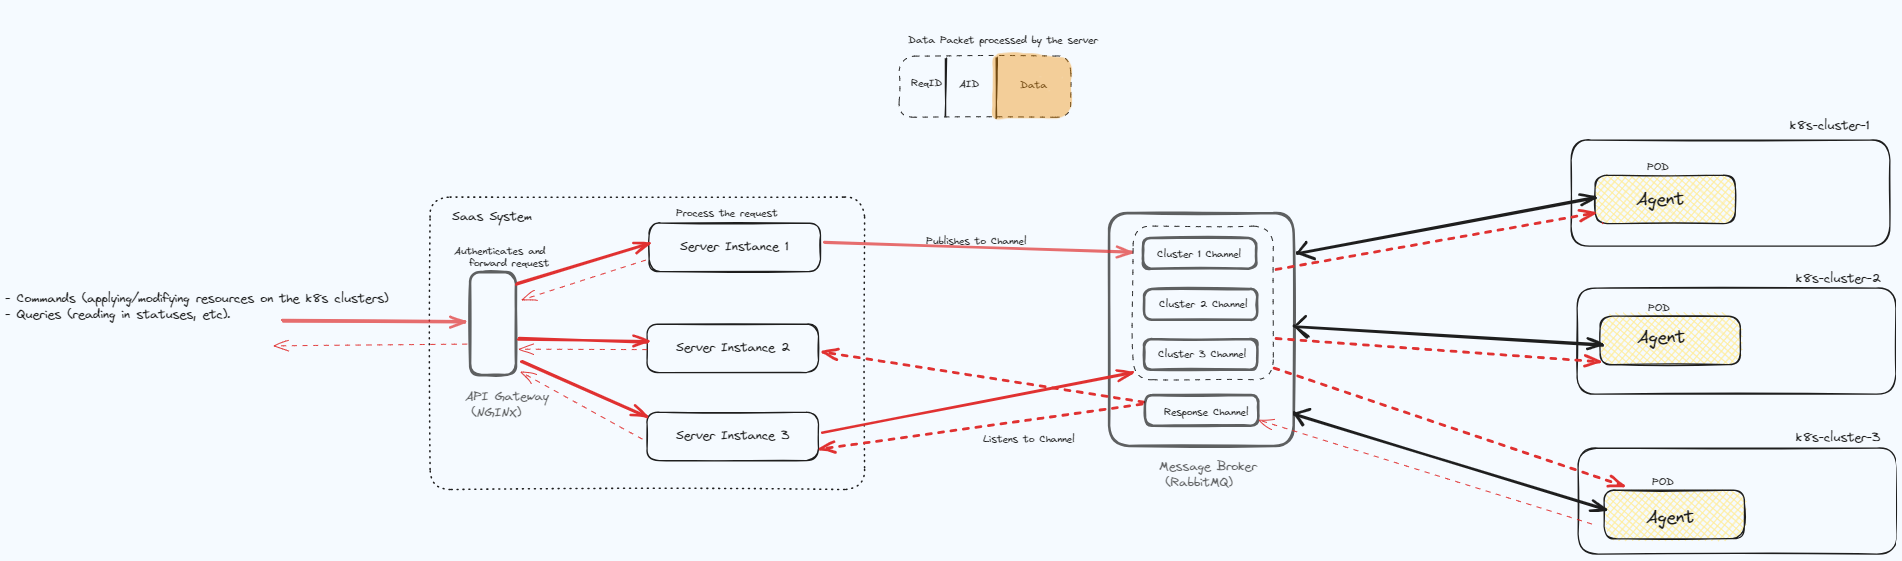 Data Packet processed by the server
ReqID
AID
Data
k8s-cluster-1
POD
Agent
Saas System
Process the request
Server Instance 1
Authenticates and
forward request
Publishes to Channel
Cluster 1 Channel
k8s-cluster-2
- Commands (applying/modifying resources on the k8s clusters)
- Queries (reading in statuses, etc).
Cluster 2 Channel
POD
Agent
Server Instance 2
Cluster 3 Channel
API Gateway
(NGINX)
Response Channel
Server Instance 3
Listens to Channel
k8s-cluster-3
Message Broker
(RabbitMQ)
POD
Agent